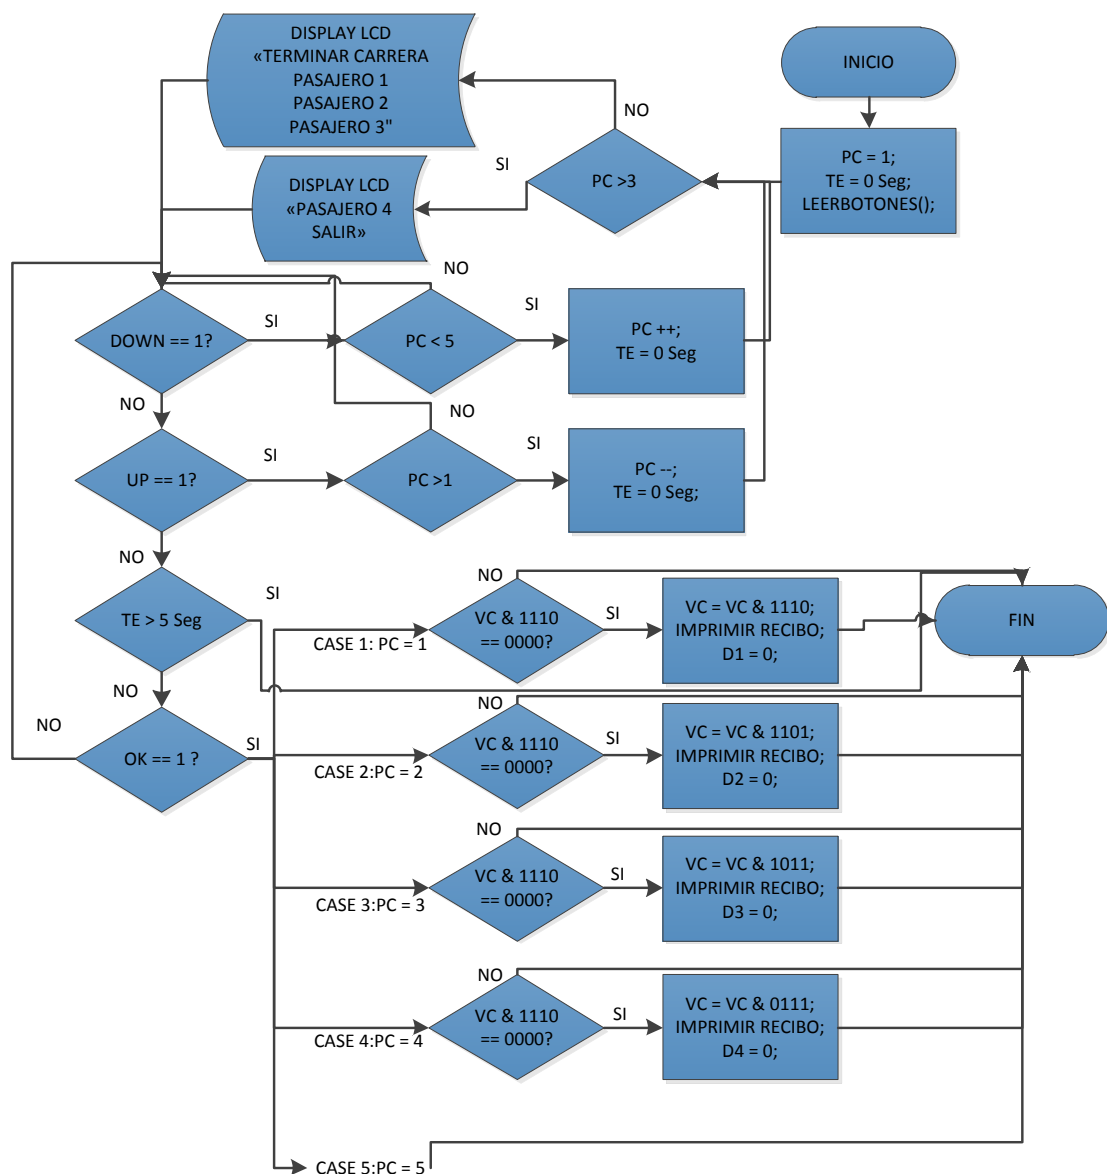 DISPLAY LCD
«TERMINAR CARRERA
PASAJERO 1
PASAJERO 2
PASAJERO 3"
INICIO
NO
PC = 1;
TE = 0 Seg;
LEERBOTONES();
SI
PC >3
DISPLAY LCD
«PASAJERO 4
SALIR»
NO
DOWN == 1?
SI
PC < 5
SI
PC ++;
TE = 0 Seg
NO
NO
UP == 1?
SI
PC >1
SI
PC --;
TE = 0 Seg;
NO
TE > 5 Seg
SI
NO
CASE 1: PC = 1
VC & 1110
== 0000?
SI
VC = VC & 1110;
IMPRIMIR RECIBO;
D1 = 0;
FIN
NO
NO
OK == 1 ?
SI
NO
CASE 2:PC = 2
VC & 1110
== 0000?
SI
VC = VC & 1101;
IMPRIMIR RECIBO;
D2 = 0;
NO
CASE 3:PC = 3
VC & 1110
== 0000?
SI
VC = VC & 1011;
IMPRIMIR RECIBO;
D3 = 0;
NO
CASE 4:PC = 4
VC & 1110
== 0000?
SI
VC = VC & 0111;
IMPRIMIR RECIBO;
D4 = 0;
CASE 5:PC = 5